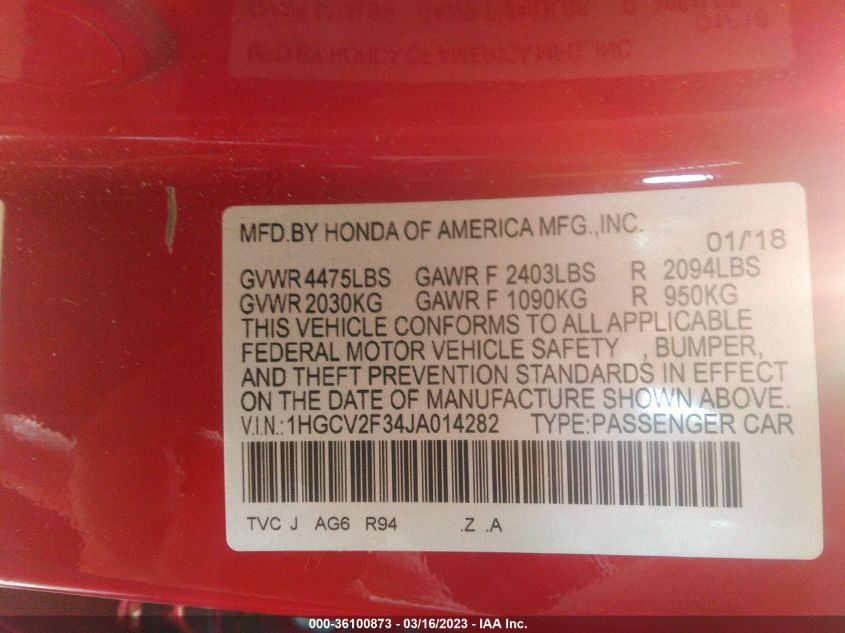 MFD.BY HONDA OF AMERICA MFG.,INC.
01/'18
GVWR 4475LBS GAWR F 2403LBS R 2094LBS
GVWR 2030KG GAWR F 1090KG R 950KG
THIS VEHICLE CONFORMS TO ALL APPLICABLE
FEDERAL MOTOR VEHICLE SAFETY , BUMPER,
AND THEFT PREVENTION STANDARDS IN EFFECT
ON THE DATE OF MANUFACTURE SHOWN ABOVE.
V.I.N.:1HGCV2F34JA014282 TYPE:PASSENGER CAR
TVC J AG6 R94 .Z .A
000-36100873 — 03/16/2023 - IAA Inc.